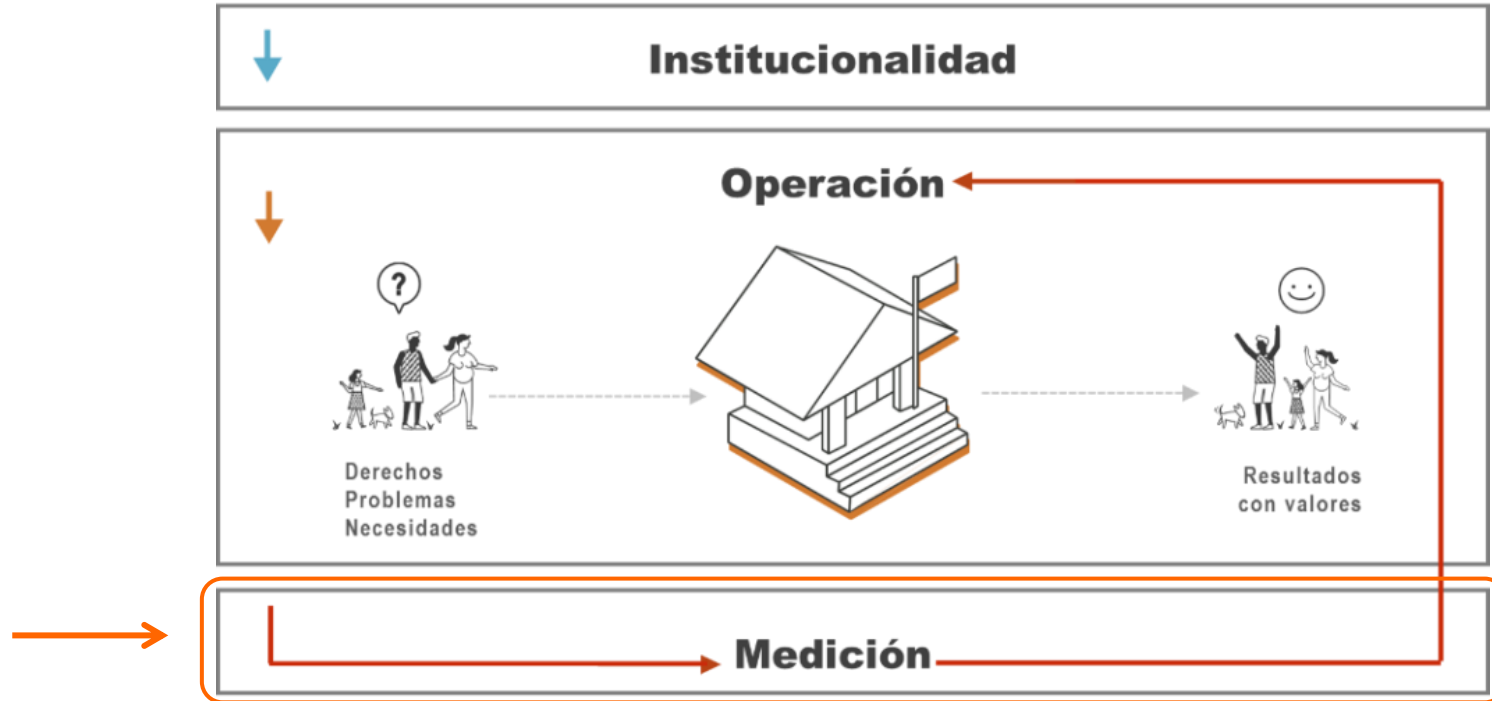 Institucionalidad
Operación
?
Derechos
Problemas
Necesidades
Resultados
con valores
Medición